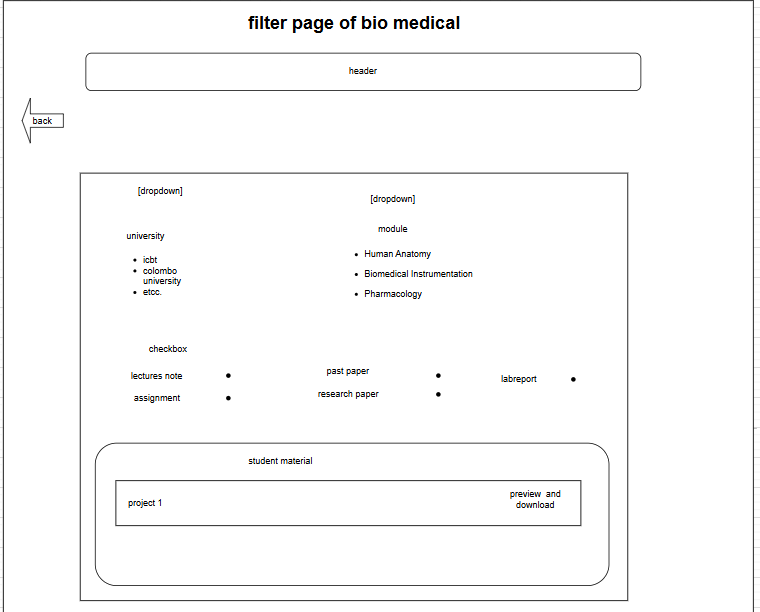 filter page of bio medical
header
back
[dropdown]
[dropdown]
university
module
icbt
colombo
university
etcc.
Human Anatomy
Biomedical Instrumentation
Pharmacology
checkbox
lectures note
past paper
labreport
assignment
research paper
student material
project 1
preview and
download